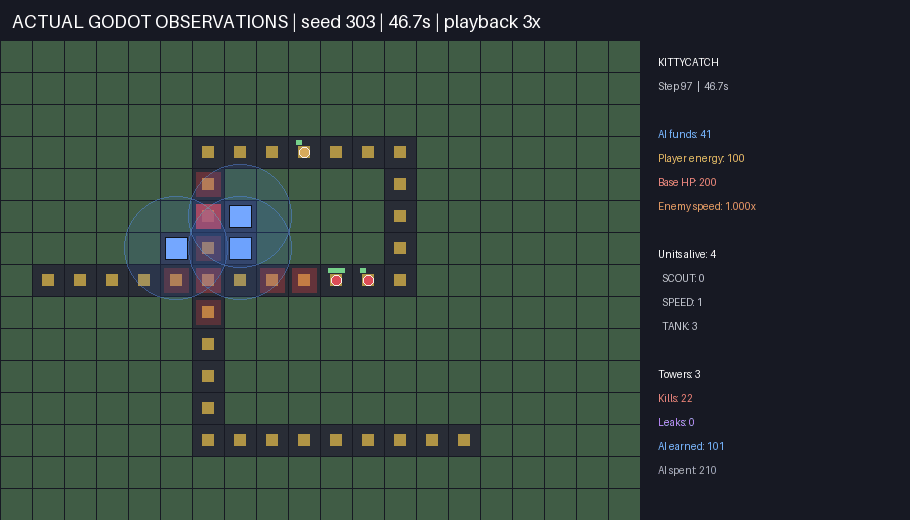 ACTUAL GODOT OBSERVATIONS | seed 303 | 46.7s | playback 3x
KITTYCATCH
Step 97 | 46.7s
AI funds: 41
Player energy: 100
Base HP: 200
Enemy speed: 1.000x
Units alive: 4
SCOUT: 0
SPEED: 1
TANK: 3
Towers: 3
Kills: 22
Leaks: 0
AI earned: 101
AI spent: 210